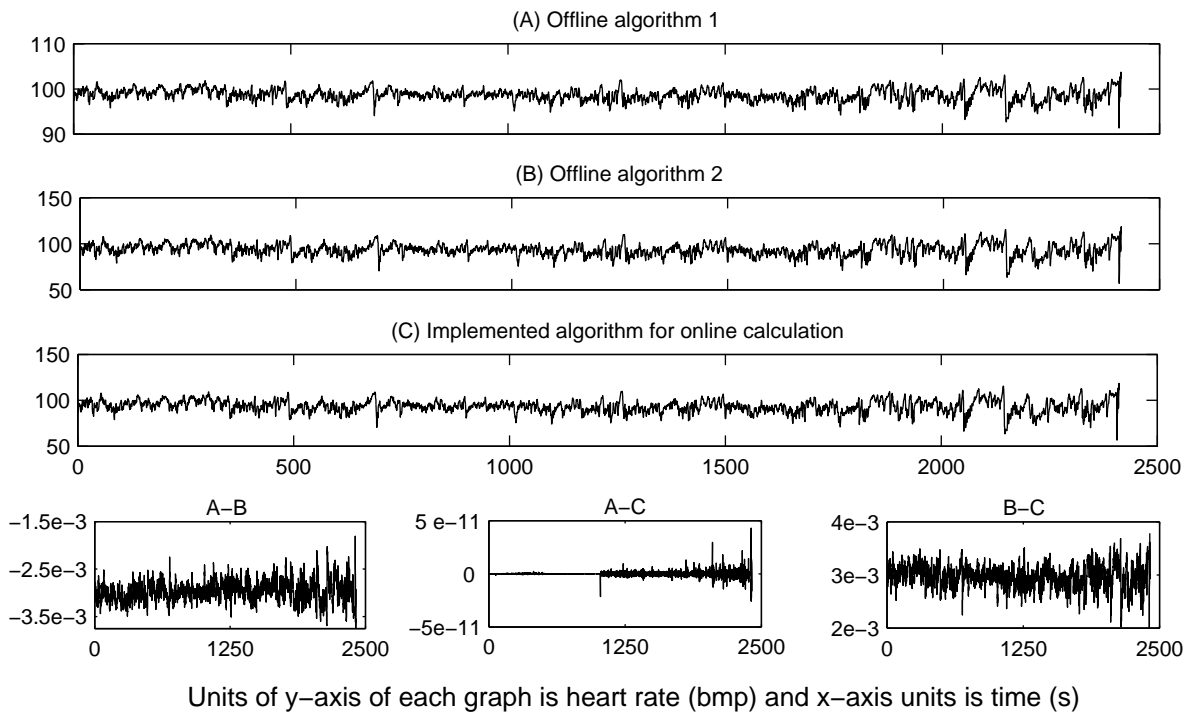 (A) Offline algorithm 1
110
100
90
(B) Offline algorithm 2
150
100
50
(C) Implemented algorithm for online calculation
150
100
50
0 500 1000 1500 2000 2500
A−B
−1.5e−3
−2.5e−3
−3.5e−3
0 1250 2500
A−C
5 e−11
0
−5e−11
0 1250 2500
B−C
4e−3
3e−3
2e−3
0 1250 2500
Units of y−axis of each graph is heart rate (bmp) and x−axis units is time (s)